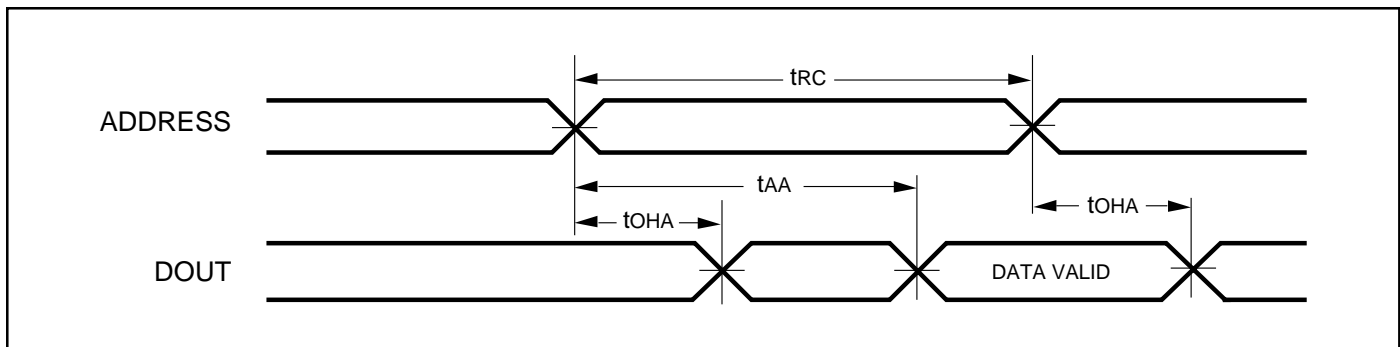 tRC
ADDRESS
tAA
tOHA
tOHA
DOUT
DATA VALID